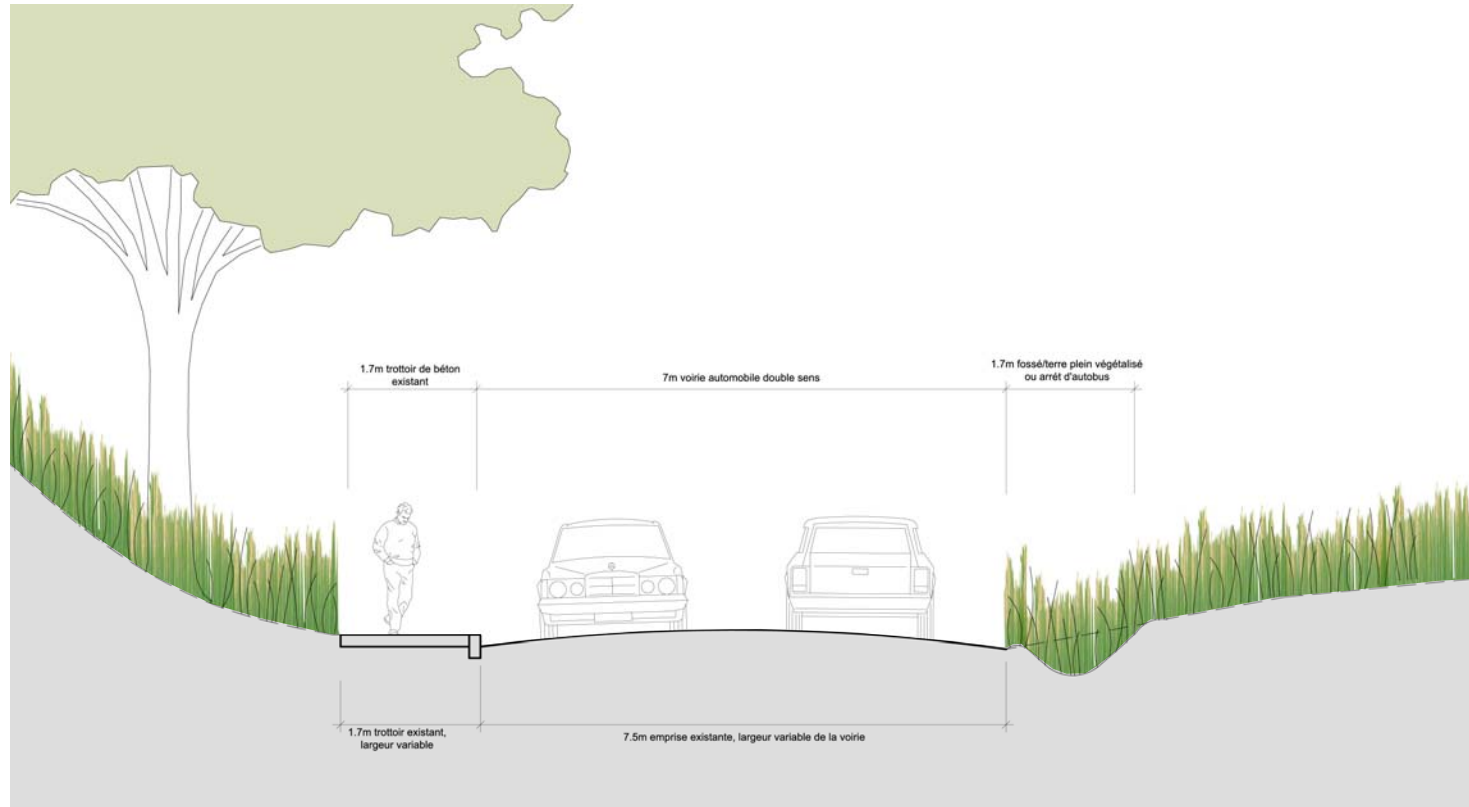 1.7m trottoir de béton
existant
7m voirie automobile double sens
1.7m fossé/terre plein végétalisé
ou arrét d'autobus
1.7m trottoir existant,
largeur variable
7.5m emprise existante, largeur variable de la voirie